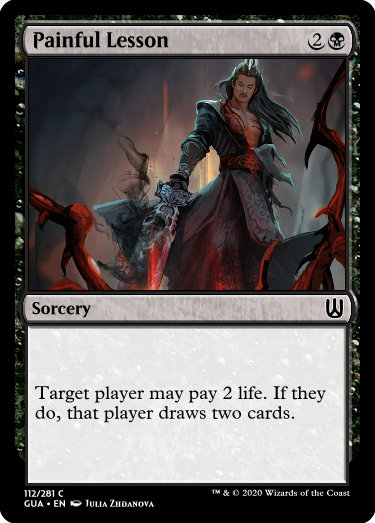 Painful Lesson 2
Sorcery
Target player may pay 2 life. If they
do, that player draws two cards.
112/281 C
GUA • EN Julia Zhdanova
™ & © 2020 Wizards of the Coast